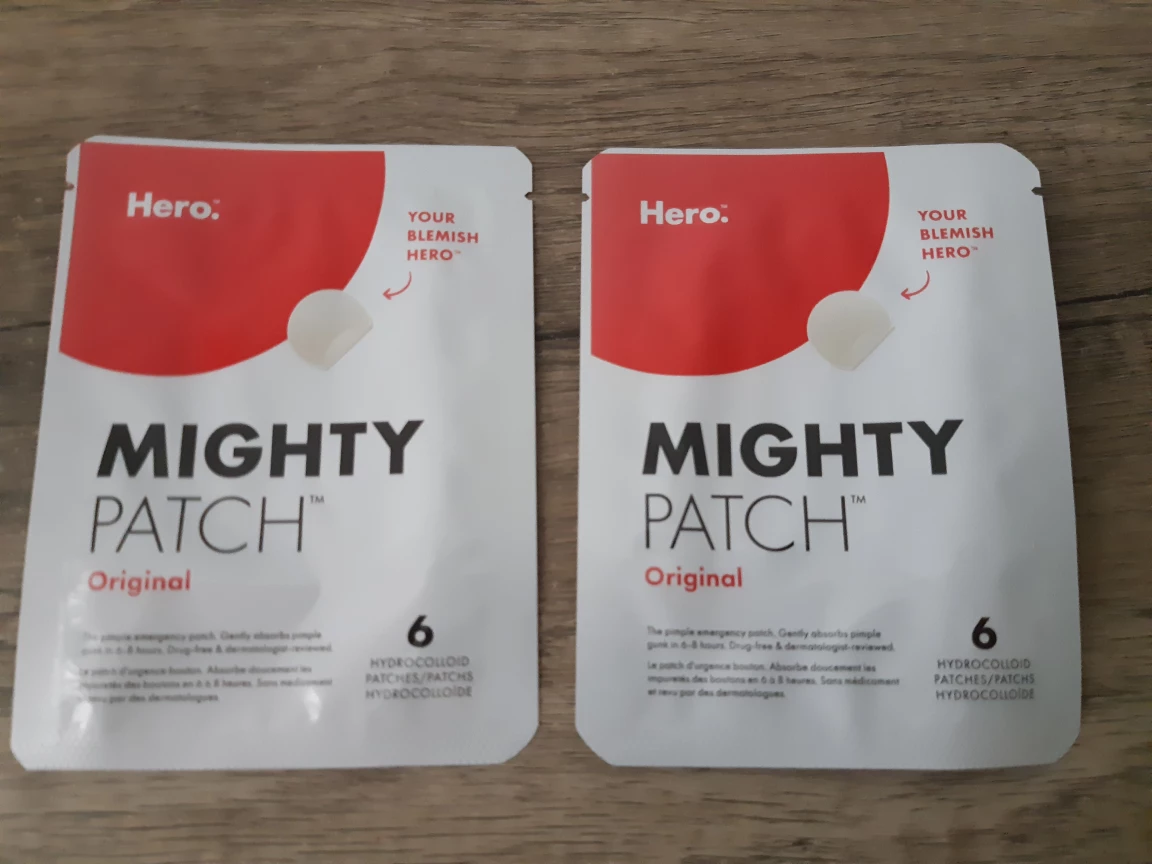 Hero.™
YOUR
BLEMISH
HERO™
MIGHTY
PATCH™
Original
The pimple emergency patch. Gently absorbs pimple
gunk in 6-8 hours. Drug-free & dermatologist-reviewed.
Le patch d'urgence bouton. Absorbe doucement les
impuretés des boutons en 6 à 8 heures. Sans médicament
et revu par des dermatologues.
6
HYDROCOLLOID
PATCHES/PATCHS
HYDROCOLLOÏDE
Hero.™
YOUR
BLEMISH
HERO™
MIGHTY
PATCH™
Original
The pimple emergency patch. Gently absorbs pimple
gunk in 6-8 hours. Drug-free & dermatologist-reviewed.
Le patch d'urgence bouton. Absorbe doucement les
impuretés des boutons en 6 à 8 heures. Sans médicament
et revu par des dermatologues.
6
HYDROCOLLOID
PATCHES/PATCHS
HYDROCOLLOÏDE